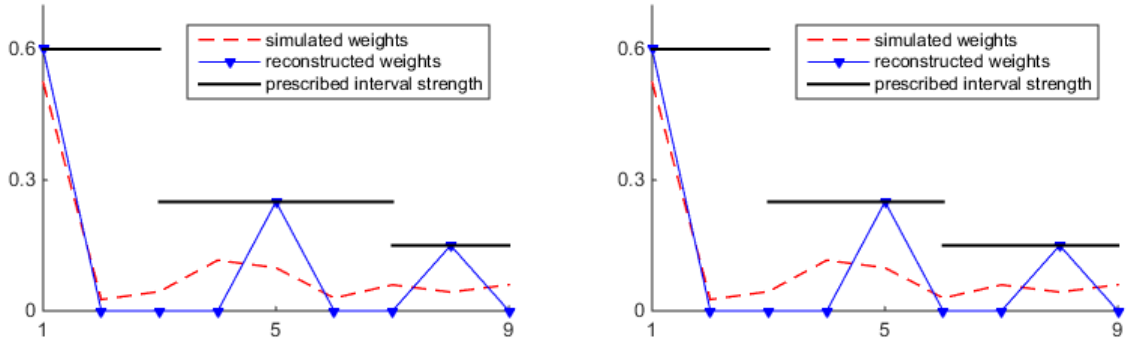 0.6
simulated weights
reconstructed weights
prescribed interval strength
0.3
0
1
5
9
0.6
simulated weights
reconstructed weights
prescribed interval strength
0.3
0
1
5
9